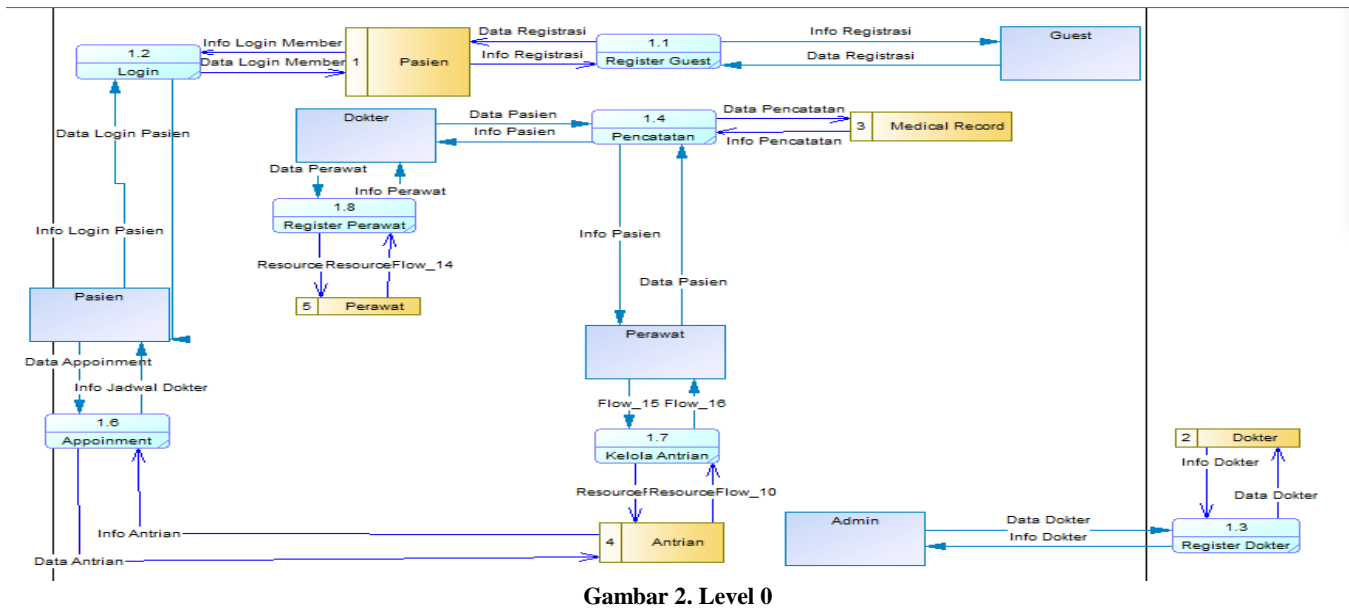 Info Login Member
Data Login Member
1.2
Login
1
Pasien
Data Registrasi
Info Registrasi
1.1
Register Guest
Info Registrasi
Data Registrasi
Guest
Data Login Pasien
Info Login Pasien
Dokter
Data Pasien
Info Pasien
1.4
Pencatatan
Data Pencatatan
Info Pencatatan
3
Medical Record
Data Perawat
Info Perawat
1.8
Register Perawat
ResourceFlow_14
5
Perawat
Info Pasien
Data Pasien
Pasien
Perawat
Data Appoinment
Info Jadwal Dokter
1.6
Appoinment
Flow_15
Flow_16
1.7
Kelola Antrian
ResourceFlow_10
Info Antrian
Data Antrian
4
Antrian
Admin
Data Dokter
Info Dokter
2
Dokter
Info Dokter
Data Dokter
1.3
Register Dokter
Gambar 2. Level 0